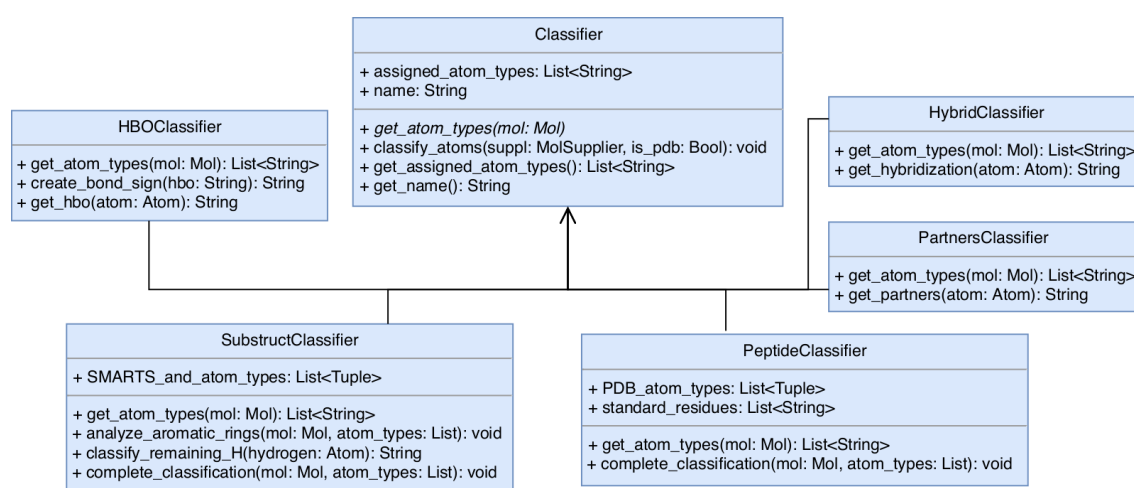 Classifier
+ assigned_atom_types: List<String>
+ name: String
+ get_atom_types(mol: Mol)
+ classify_atoms(suppl: MolSupplier, is_pdb: Bool): void
+ get_assigned_atom_types(): List<String>
+ get_name(): String
HBOClassifier
+ get_atom_types(mol: Mol): List<String>
+ create_bond_sign(hbo: String): String
+ get_hbo(atom: Atom): String
HybridClassifier
+ get_atom_types(mol: Mol): List<String>
+ get_hybridization(atom: Atom): String
PartnersClassifier
+ get_atom_types(mol: Mol): List<String>
+ get_partners(atom: Atom): String
SubstructClassifier
+ SMARTS_and_atom_types: List<Tuple>
+ get_atom_types(mol: Mol): List<String>
+ analyze_aromatic_rings(mol: Mol, atom_types: List): void
+ classify_remaining_H(hydrogen: Atom): String
+ complete_classification(mol: Mol, atom_types: List): void
PeptideClassifier
+ PDB_atom_types: List<Tuple>
+ standard_residues: List<String>
+ get_atom_types(mol: Mol): List<String>
+ complete_classification(mol: Mol, atom_types: List): void